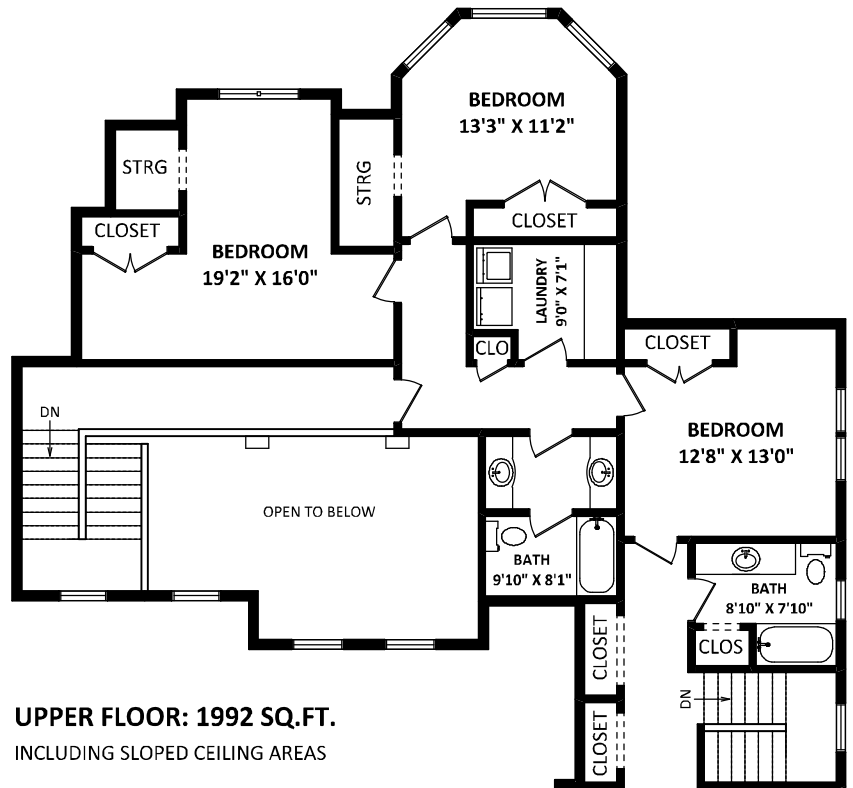 BEDROOM
13'3" X 11'2"
STRG
STRG
CLOSET
CLOSET
BEDROOM
19'2" X 16'0"
LAUNDRY
9'0" X 7'1"
CLO
CLOSET
DN
BEDROOM
12'8" X 13'0"
OPEN TO BELOW
BATH
9'10" X 8'1"
BATH
8'10" X 7'10"
CLOSET
CLOS
DN
CLOSET
UPPER FLOOR: 1992 SQ.FT.
INCLUDING SLOPED CEILING AREAS